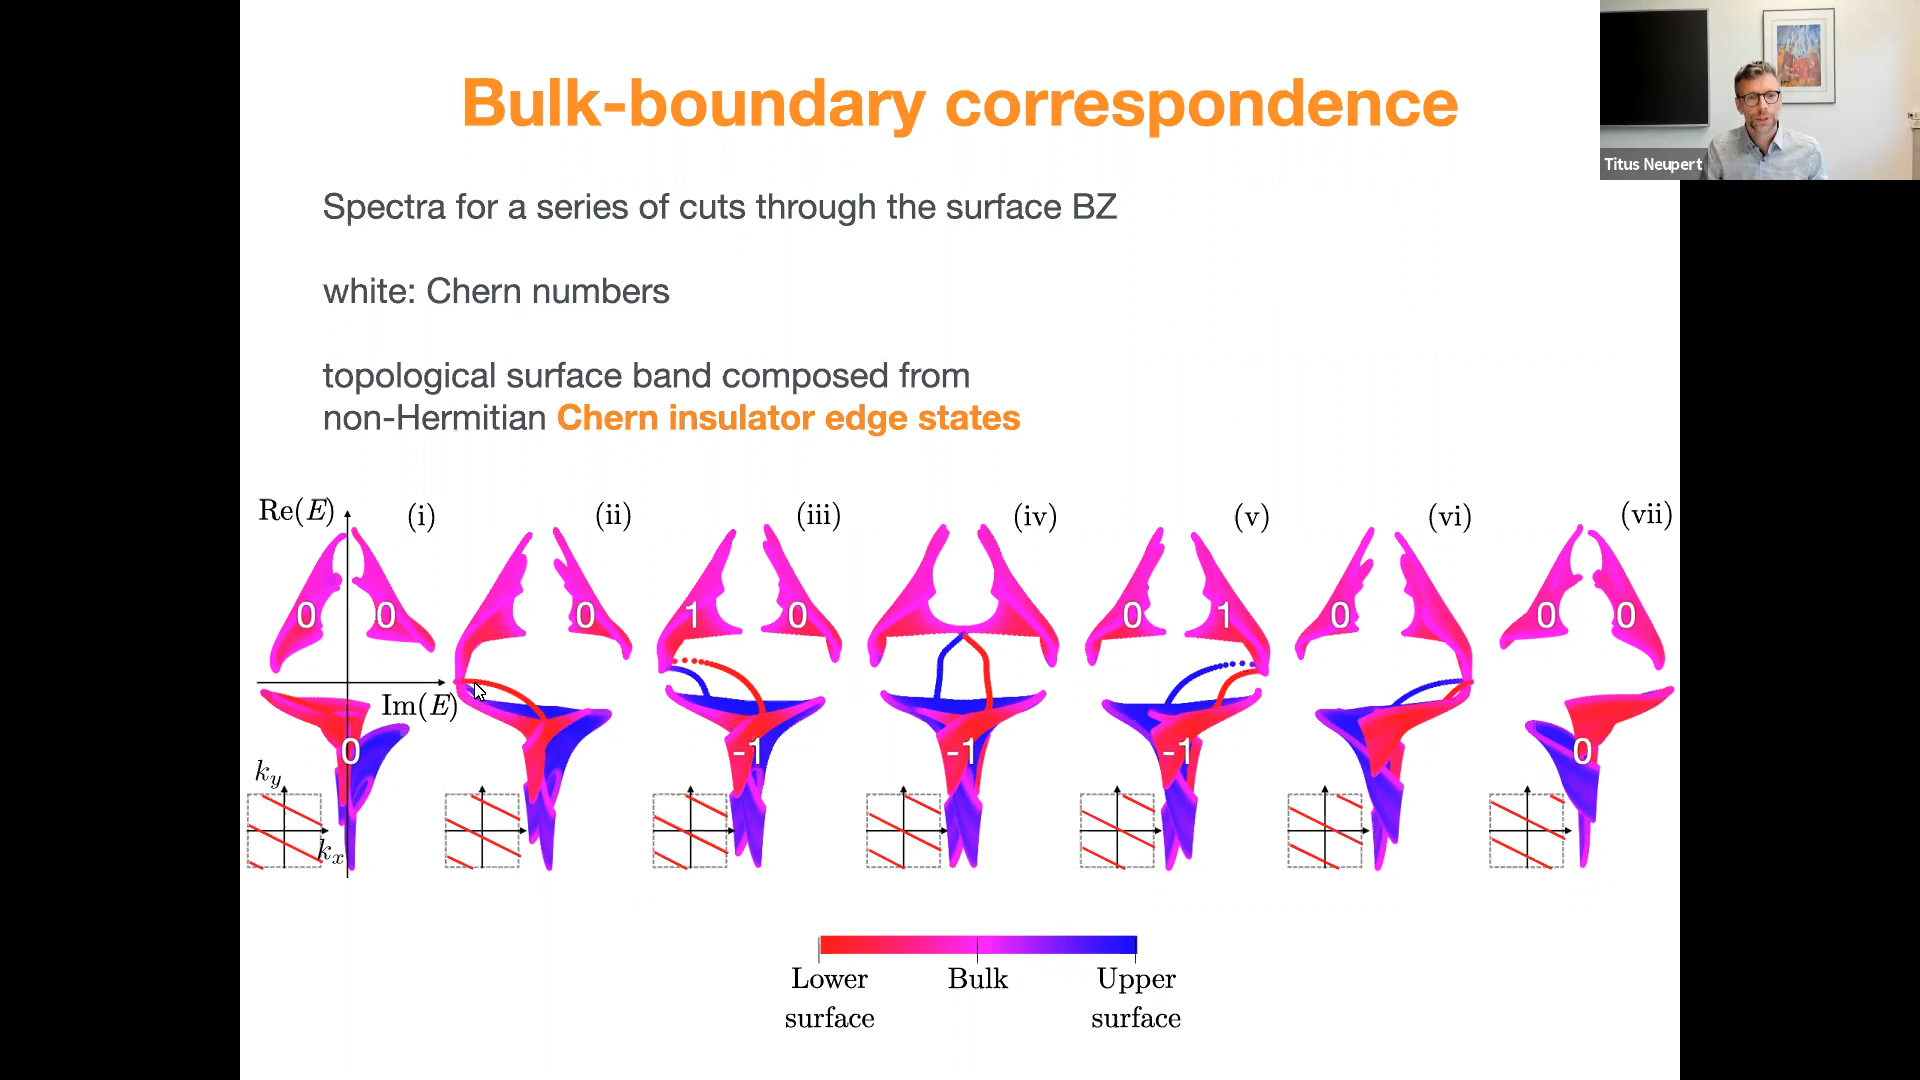 Bulk-boundary correspondence
Titus Neupert
Spectra for a series of cuts through the surface BZ
white: Chern numbers
topological surface band composed from
non-Hermitian Chern insulator edge states
Re(E) (i) (ii) (iii) (iv) (v) (vi) (vii)
0 0 0 1 0 0 1 0 0 0
Im(E)
0 -1 -1 -1 0
k_y
k_x
Lower Bulk Upper
surface surface